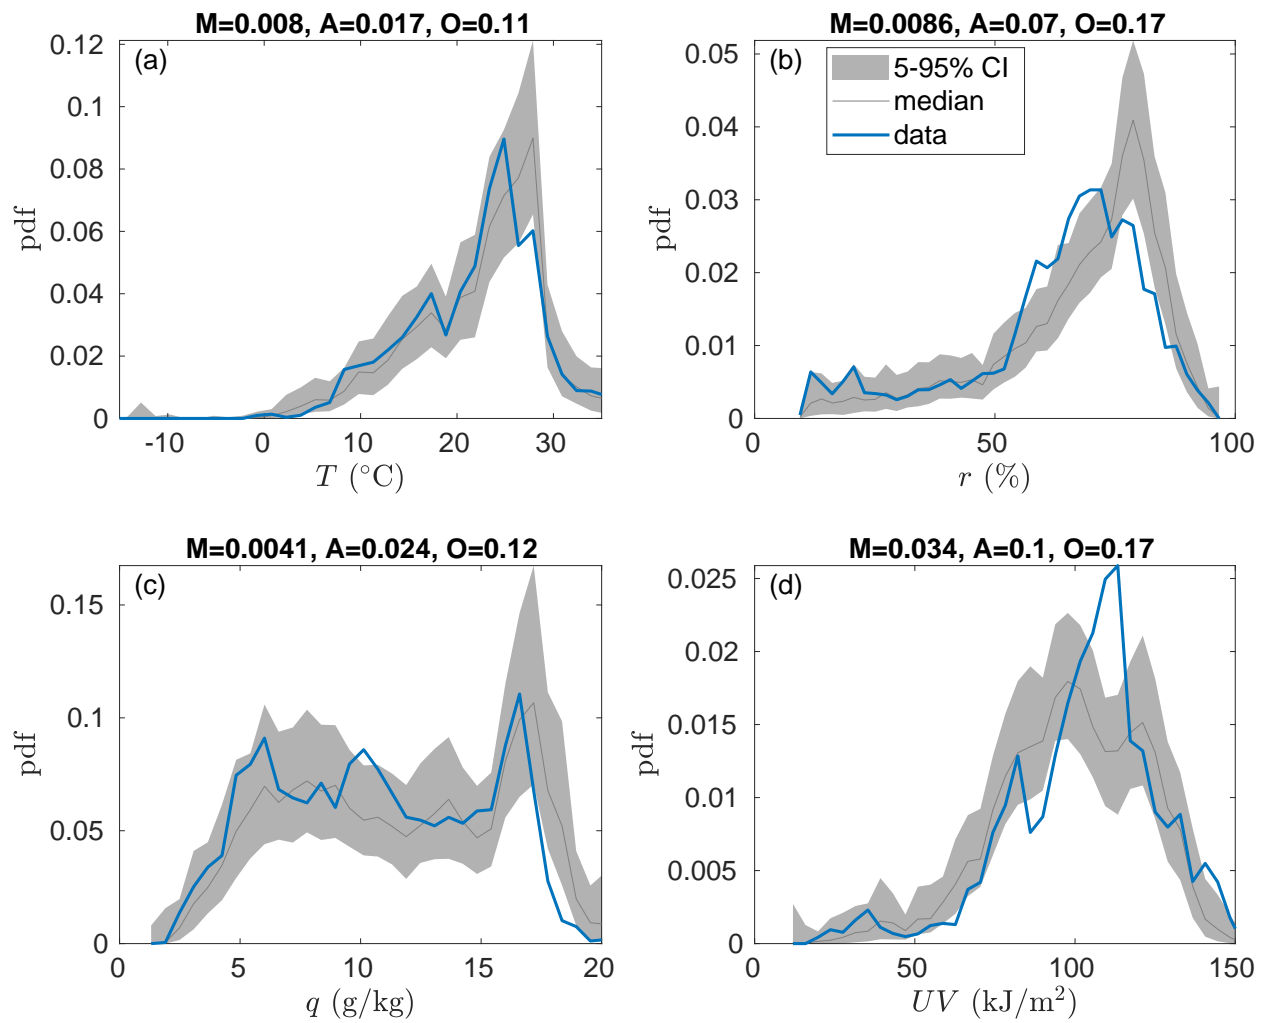 M=0.008, A=0.017, O=0.11
(a)
0.12
0.1
0.08
0.06
0.04
0.02
0
pdf
-10 0 10 20 30
T (°C)
M=0.0086, A=0.07, O=0.17
(b)
5-95% CI
median
data
0.05
0.04
0.03
0.02
0.01
0
pdf
0 50 100
r (%)
M=0.0041, A=0.024, O=0.12
(c)
0.15
0.1
0.05
0
pdf
0 5 10 15 20
q (g/kg)
M=0.034, A=0.1, O=0.17
(d)
0.025
0.02
0.015
0.01
0.005
0
pdf
0 50 100 150
UV (kJ/m²)